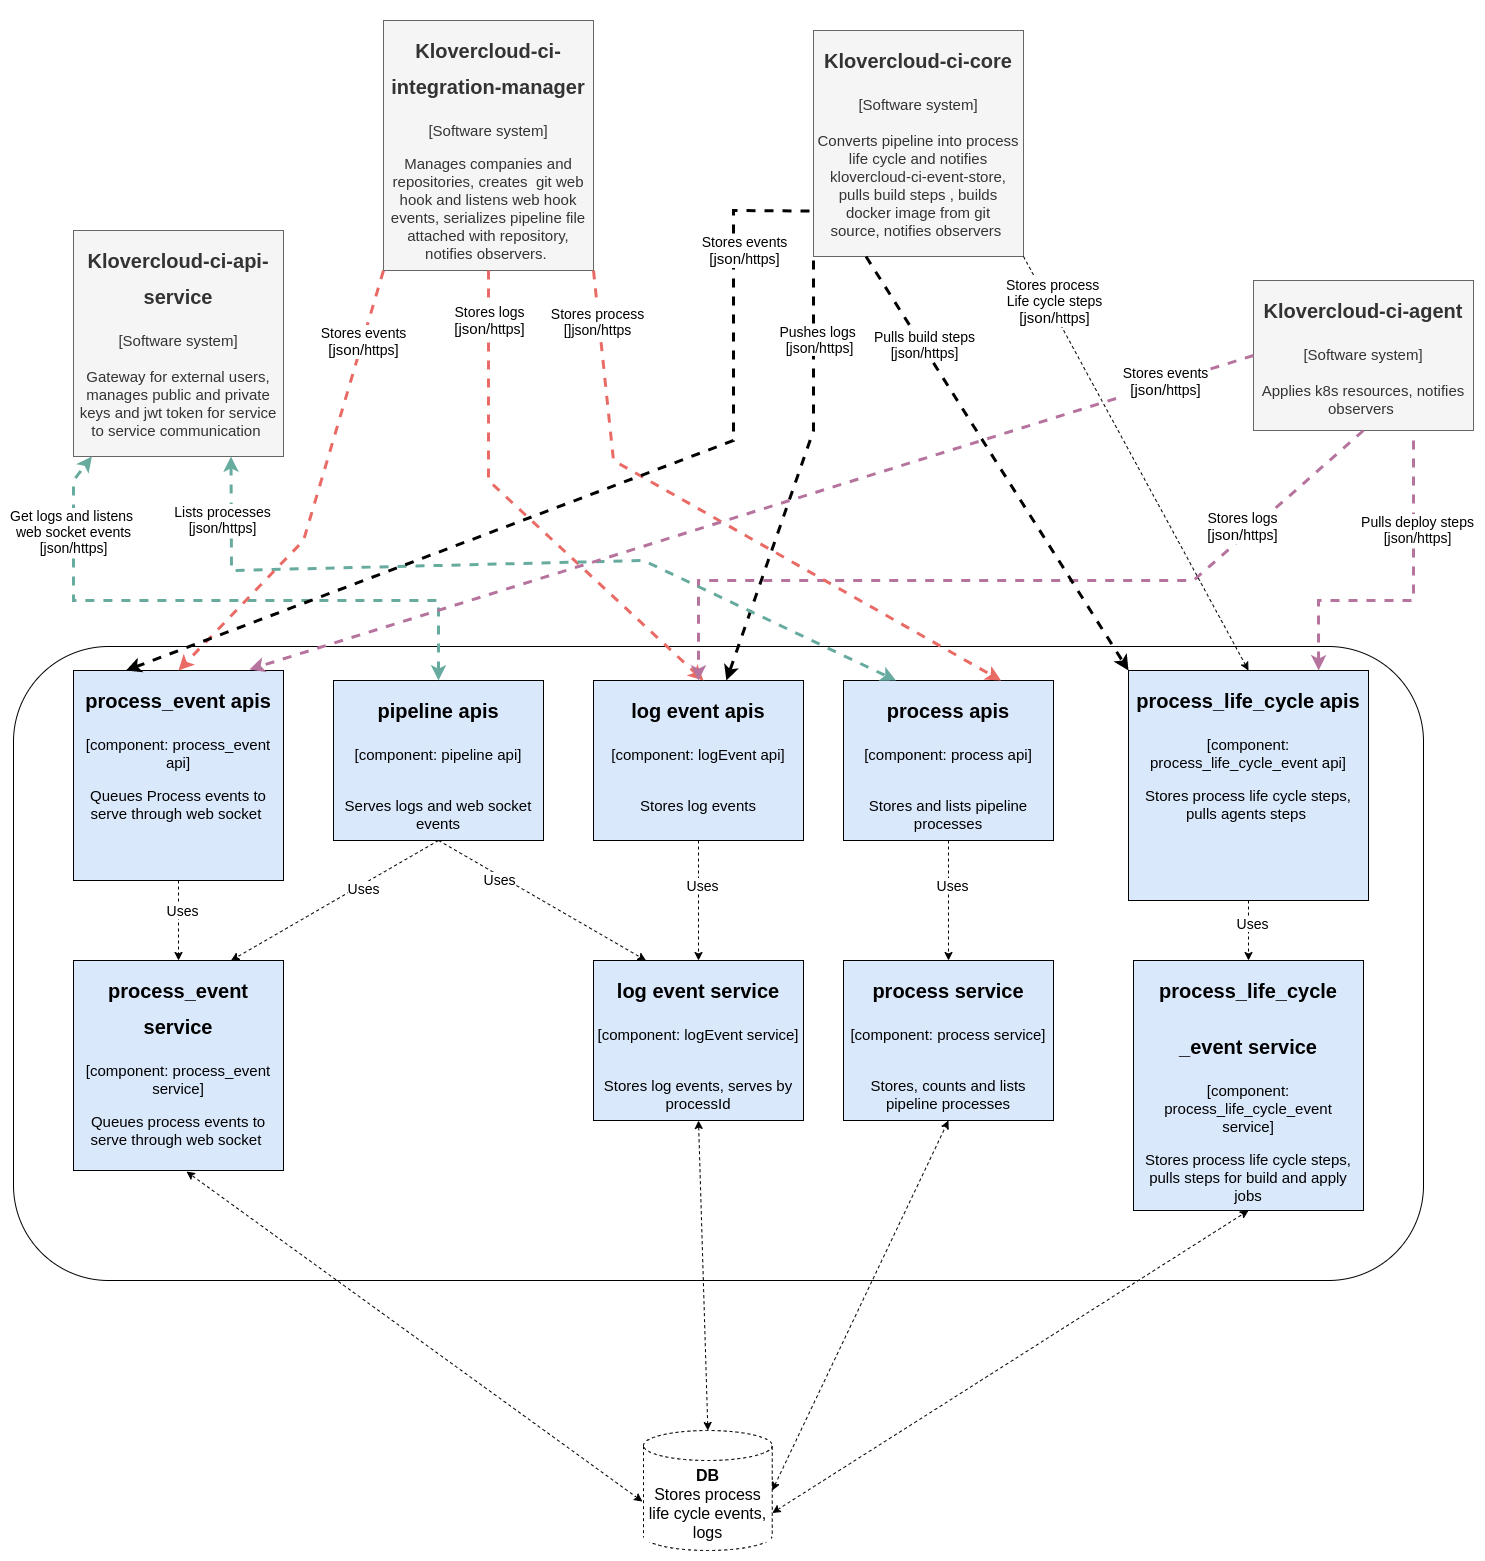 Klovercloud-ci-
integration-manager
[Software system]
Manages companies and
repositories, creates  git web
hook and listens web hook
events, serializes pipeline file
attached with repository,
notifies observers.
Klovercloud-ci-core
[Software system]
Converts pipeline into process
life cycle and notifies
klovercloud-ci-event-store,
pulls build steps , builds
docker image from git
source, notifies observers
Klovercloud-ci-api-
service
[Software system]
Gateway for external users,
manages public and private
keys and jwt token for service
to service communication
Klovercloud-ci-agent
[Software system]
Applies k8s resources, notifies
observers
Stores events
[json/https]
Stores logs
[json/https]
Stores process
[]json/https
Stores events
[json/https]
Pushes logs
[json/https]
Pulls build steps
[json/https]
Stores process
Life cycle steps
[json/https]
Stores events
[json/https]
Get logs and listens
web socket events
[json/https]
Lists processes
[json/https]
Stores logs
[json/https]
Pulls deploy steps
[json/https]
process_event apis
[component: process_event
api]
Queues Process events to
serve through web socket
pipeline apis
[component: pipeline api]
Serves logs and web socket
events
log event apis
[component: logEvent api]
Stores log events
process apis
[component: process api]
Stores and lists pipeline
processes
process_life_cycle apis
[component:
process_life_cycle_event api]
Stores process life cycle steps,
pulls agents steps
Uses
Uses
Uses
Uses
Uses
Uses
process_event
service
[component: process_event
service]
Queues process events to
serve through web socket
log event service
[component: logEvent service]
Stores log events, serves by
processId
process service
[component: process service]
Stores, counts and lists
pipeline processes
process_life_cycle
_event service
[component:
process_life_cycle_event
service]
Stores process life cycle steps,
pulls steps for build and apply
jobs
DB
Stores process
life cycle events,
logs